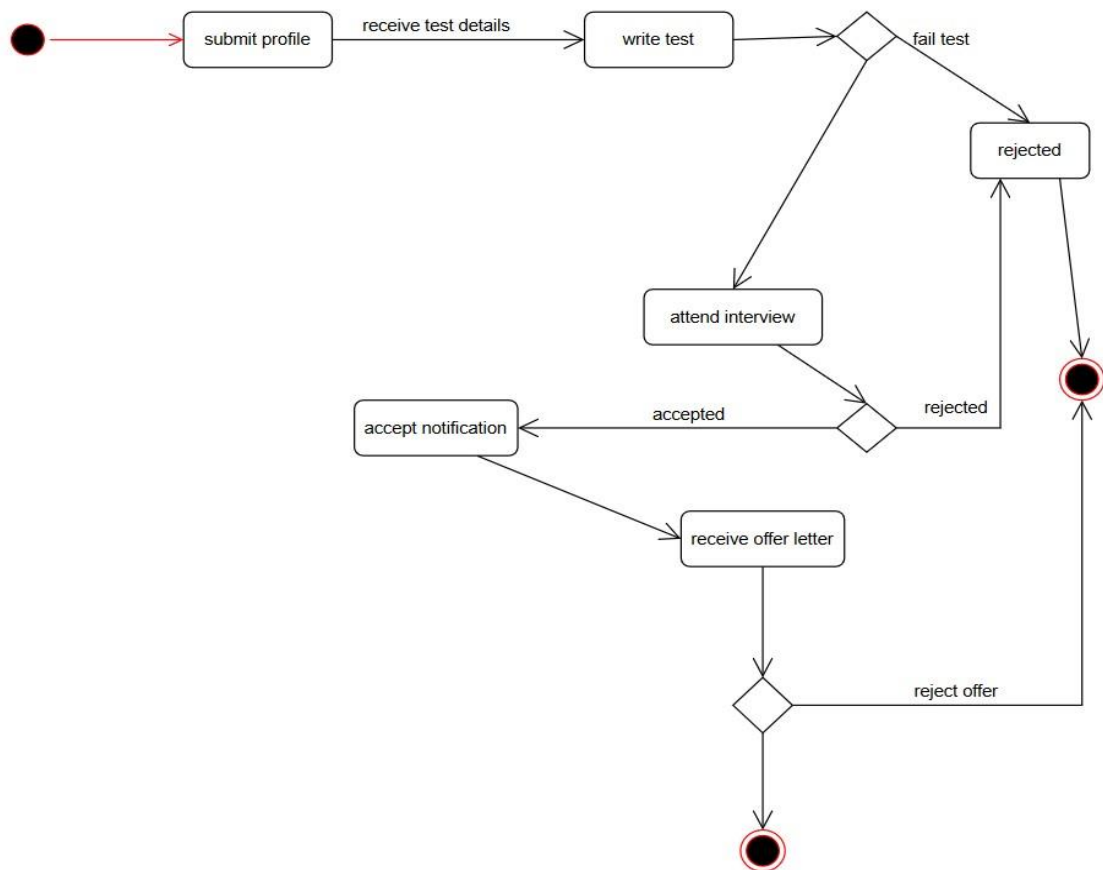 submit profile
receive test details
write test
fail test
rejected
attend interview
accept notification
accepted
rejected
receive offer letter
reject offer